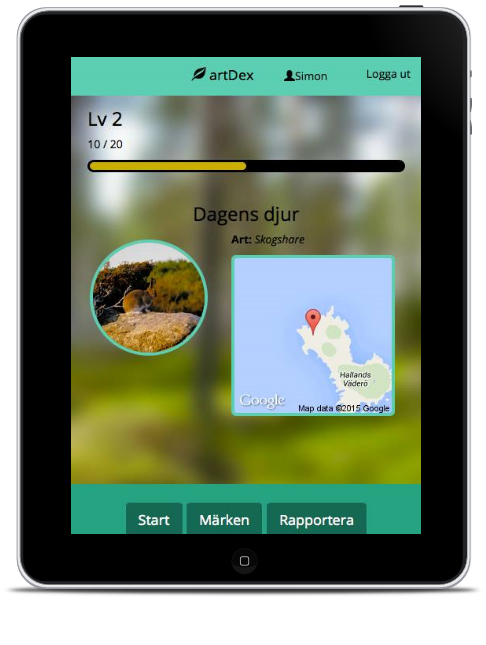 artDex Simon Logga ut
Lv 2
10 / 20
Dagens djur
Art: Skogshare
Hallands
Väderö
Google Map data ©2015 Google
Start Märken Rapportera